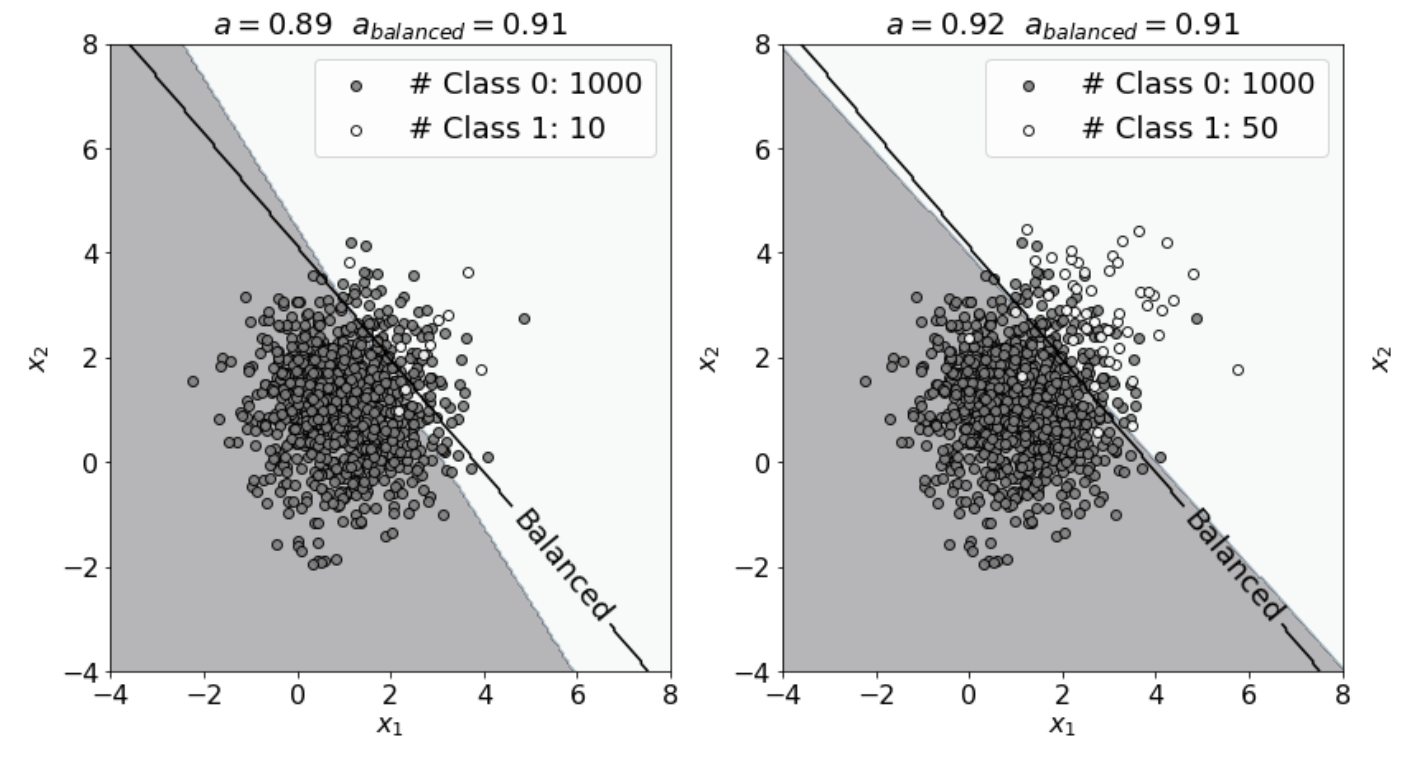 a = 0.89 a_balanced = 0.91
8
6
4
2
0
−2
−4
x₂
# Class 0: 1000
# Class 1: 10
Balanced
−4 −2 0 2 4 6 8
x₁
a = 0.92 a_balanced = 0.91
8
6
4
2
0
−2
−4
x₂
# Class 0: 1000
# Class 1: 50
Balanced
−4 −2 0 2 4 6 8
x₁
x₂